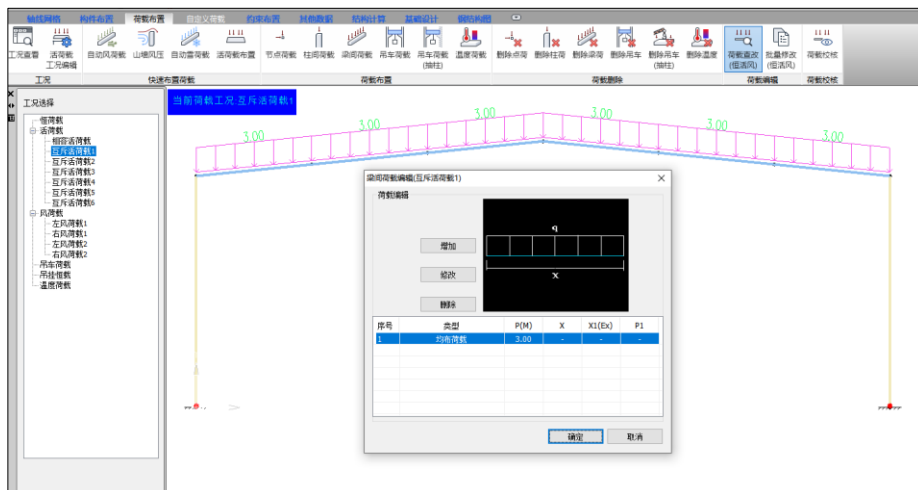 轴线网格 构件布置 荷载布置 自定义荷载 约束布置 其他数据 结构计算 基础设计 钢结构图
工况查看 活荷载工况编辑 自动风荷载 山墙风压 自动雪荷载 活荷载布置 节点荷载 柱间荷载 梁间荷载 吊车荷载 吊车荷载(抽柱) 温度荷载 删除点荷 删除柱荷 删除梁荷 删除吊车 删除吊车(抽柱) 删除温度 荷载查改(恒活风) 批量修改(恒活风) 荷载校核
工况 快速布置荷载 荷载布置 荷载删除 荷载编辑 荷载校核
工况选择
恒荷载
活荷载
相容活荷载
互斥活荷载1
互斥活荷载2
互斥活荷载3
互斥活荷载4
互斥活荷载5
互斥活荷载6
风荷载
左风荷载1
右风荷载1
左风荷载2
右风荷载2
吊车荷载
吊挂恒载
温度荷载
当前荷载工况:互斥活荷载1
3.00 3.00 3.00 3.00
梁间荷载编辑(互斥活荷载1)
荷载编辑
增加
修改
删除
q
x
序号 类型 P(M) X X1(Ex) P1
1 均布荷载 3.00 - - -
确定 取消